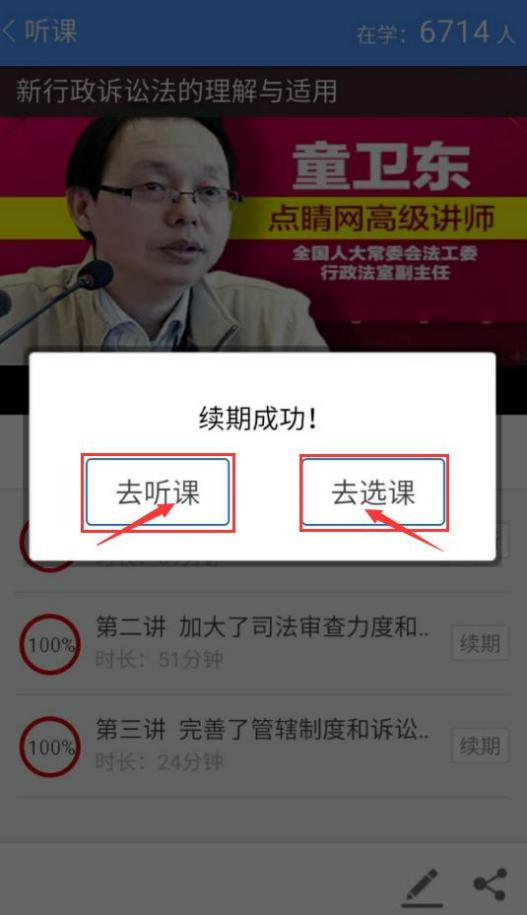 听课
在学：6714 人
新行政诉讼法的理解与适用
童卫东
点睛网高级讲师
全国人大常委会法工委
行政法室副主任
续期成功！
去听课
去选课
第二讲 加大了司法审查力度和..
100%
续期
时长：51分钟
第三讲 完善了管辖制度和诉讼..
100%
续期
时长：24分钟